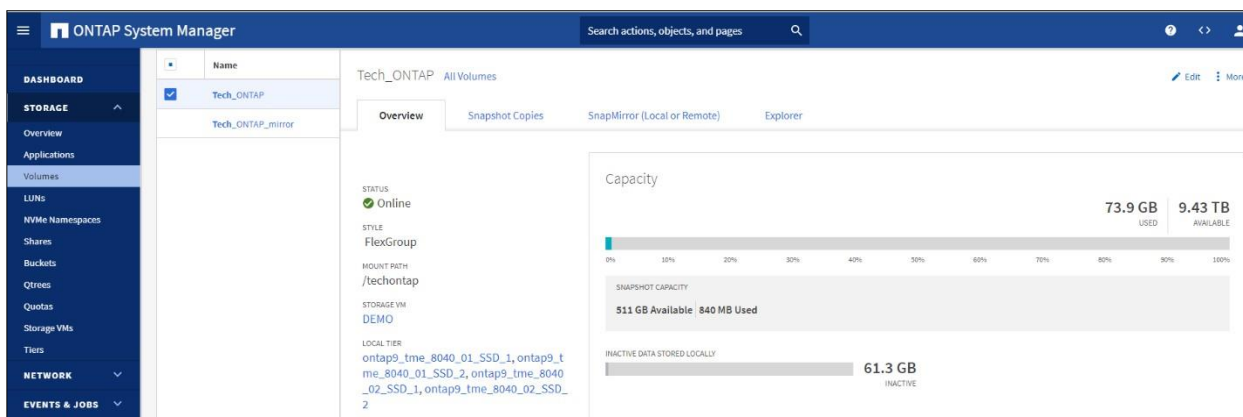 ONTAP System Manager
Search actions, objects, and pages
DASHBOARD
STORAGE
Overview
Applications
Volumes
LUNs
NVMe Namespaces
Shares
Buckets
Qtrees
Quotas
Storage VMs
Tiers
NETWORK
EVENTS & JOBS
Name
Tech_ONTAP
Tech_ONTAP_mirror
Tech_ONTAP All Volumes
Edit More
Overview Snapshot Copies SnapMirror (Local or Remote) Explorer
STATUS
Online
STYLE
FlexGroup
MOUNT PATH
/techontap
STORAGE VM
DEMO
LOCAL TIER
ontap9_tme_8040_01_SSD_1, ontap9_t
me_8040_01_SSD_2, ontap9_tme_8040
_02_SSD_1, ontap9_tme_8040_02_SSD_
2
Capacity
73.9 GB 9.43 TB
USED AVAILABLE
0% 10% 20% 30% 40% 50% 60% 70% 80% 90% 100%
SNAPSHOT CAPACITY
511 GB Available 840 MB Used
INACTIVE DATA STORED LOCALLY
61.3 GB
INACTIVE